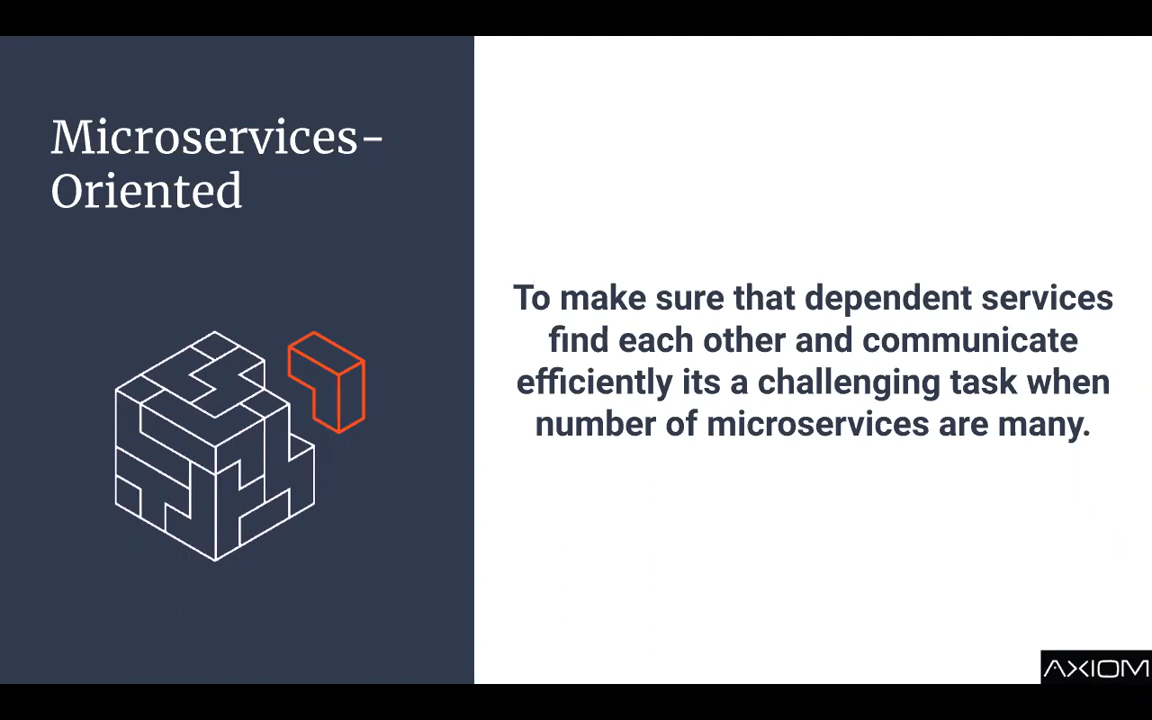 Microservices-
Oriented
To make sure that dependent services
find each other and communicate
efficiently its a challenging task when
number of microservices are many.
AXIOM